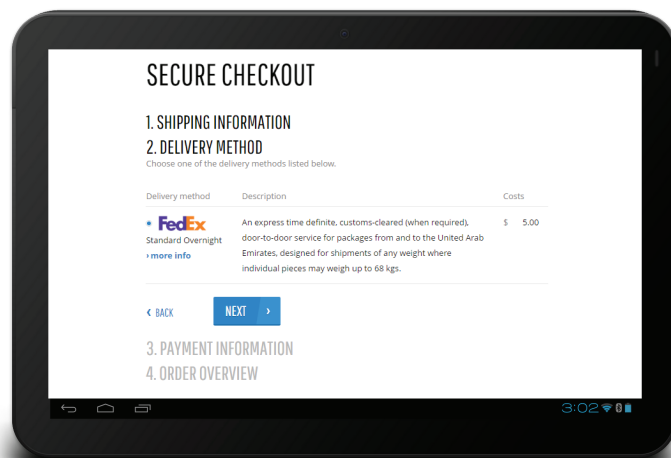 SECURE CHECKOUT
1. SHIPPING INFORMATION
2. DELIVERY METHOD
Choose one of the delivery methods listed below.
Delivery method Description Costs
FedEx
Standard Overnight
› more info
An express time definite, customs-cleared (when required),
door-to-door service for packages from and to the United Arab
Emirates, designed for shipments of any weight where
individual pieces may weigh up to 68 kgs.
$ 5.00
‹ BACK
NEXT ›
3. PAYMENT INFORMATION
4. ORDER OVERVIEW
3:02